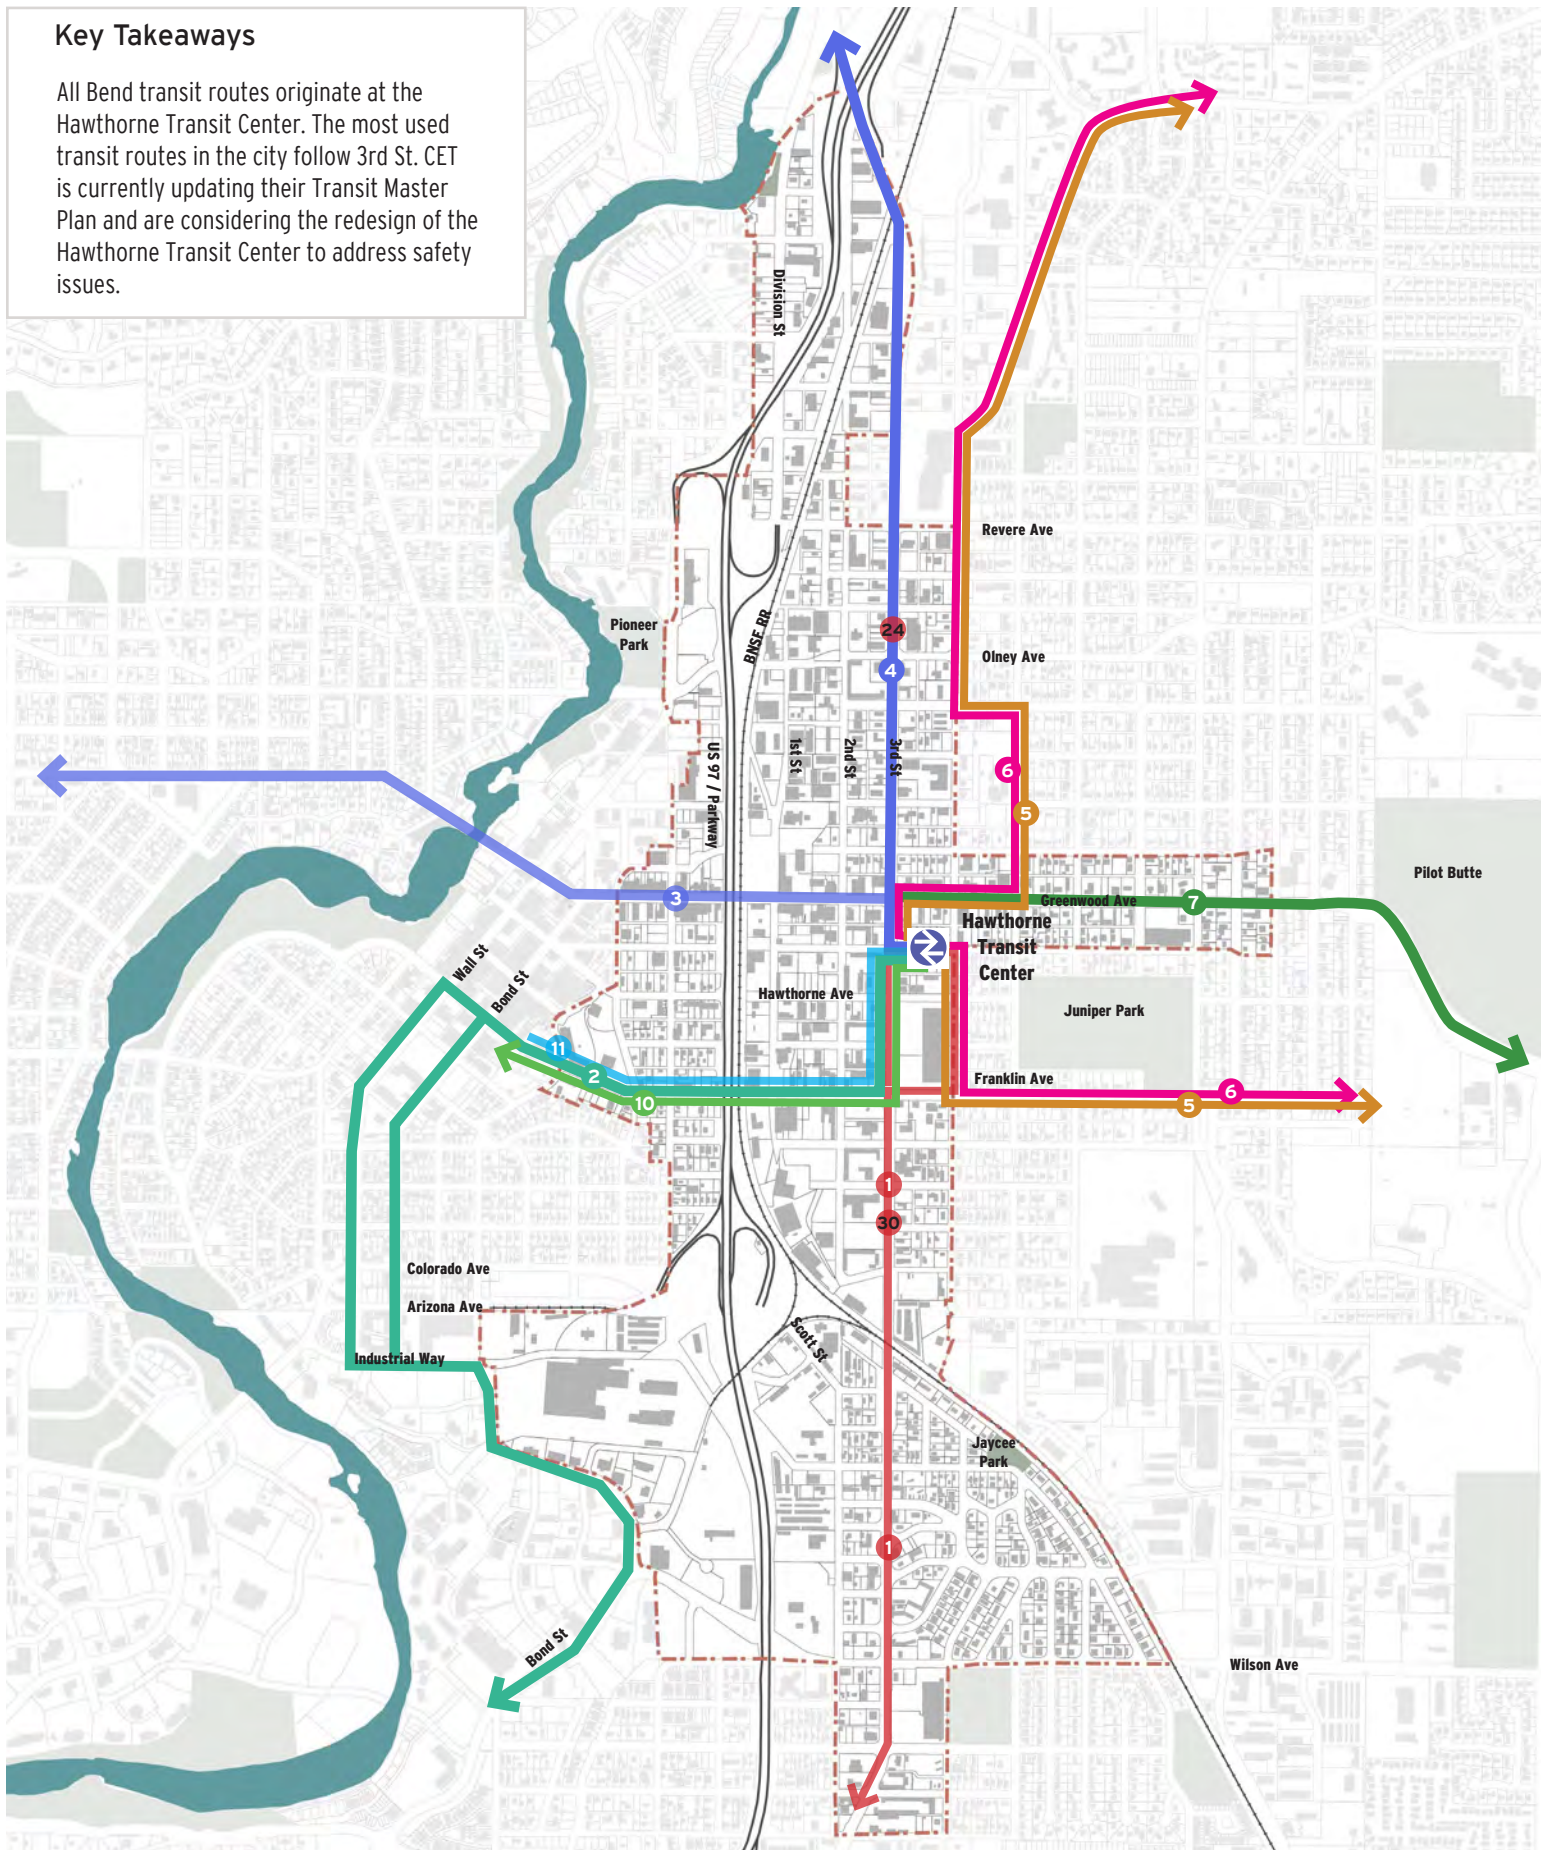 Key Takeaways
All Bend transit routes originate at the
Hawthorne Transit Center. The most used
transit routes in the city follow 3rd St. CET
is currently updating their Transit Master
Plan and are considering the redesign of the
Hawthorne Transit Center to address safety
issues.
Division St
Revere Ave
Pioneer
Park
BNSF RR
24
Olney Ave
4
US 97 / Parkway
1st St
2nd St
3rd St
6
5
Pilot Butte
3
Greenwood Ave
7
Hawthorne
Transit
Center
Wall St
Bond St
Hawthorne Ave
Juniper Park
11
2
10
Franklin Ave
6
5
1
30
Colorado Ave
Arizona Ave
Scott St
Industrial Way
Jaycee
Park
1
Bond St
Wilson Ave